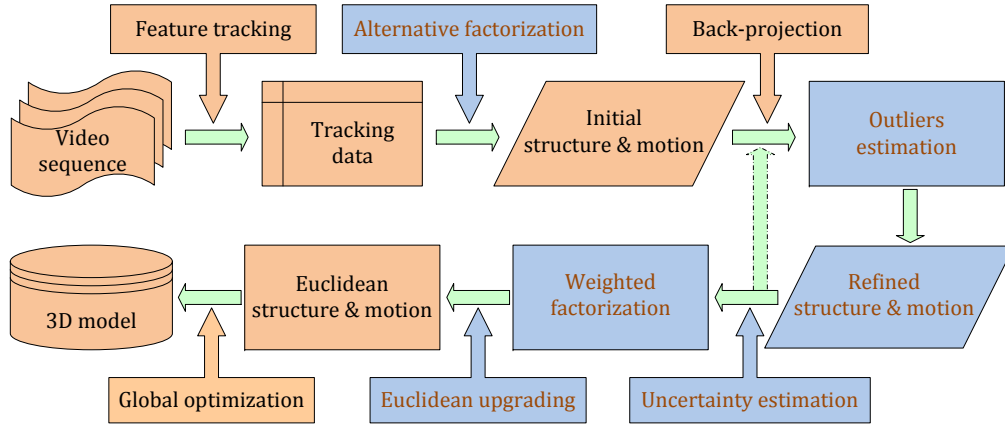 Feature tracking
Alternative factorization
Back-projection
Video
sequence
Tracking
data
Initial
structure & motion
Outliers
estimation
3D model
Euclidean
structure & motion
Weighted
factorization
Refined
structure & motion
Global optimization
Euclidean upgrading
Uncertainty estimation